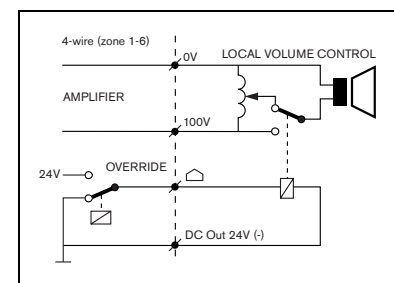 4-wire (zone 1-6)
0V
LOCAL VOLUME CONTROL
AMPLIFIER
100V
OVERRIDE
24V
DC Out 24V (-)